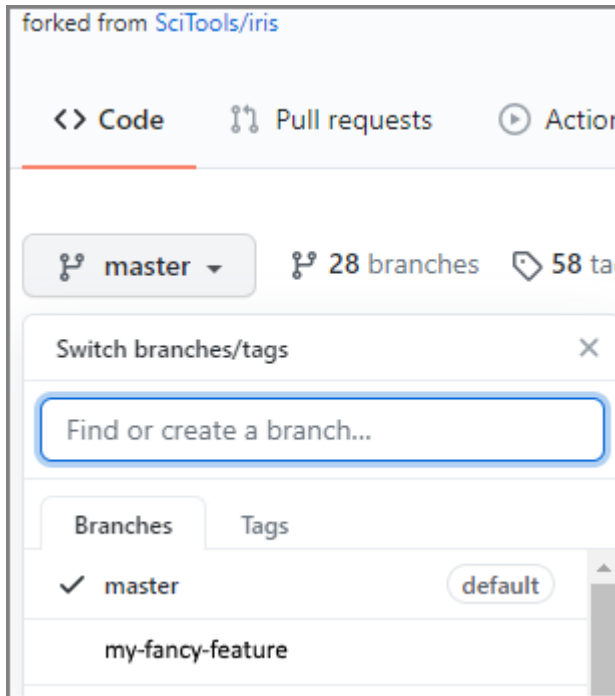 forked from SciTools/iris
<> Code Pull requests
master 28 branches 58
Switch branches/tags
Find or create a branch...
Branches Tags
master default
my-fancy-feature